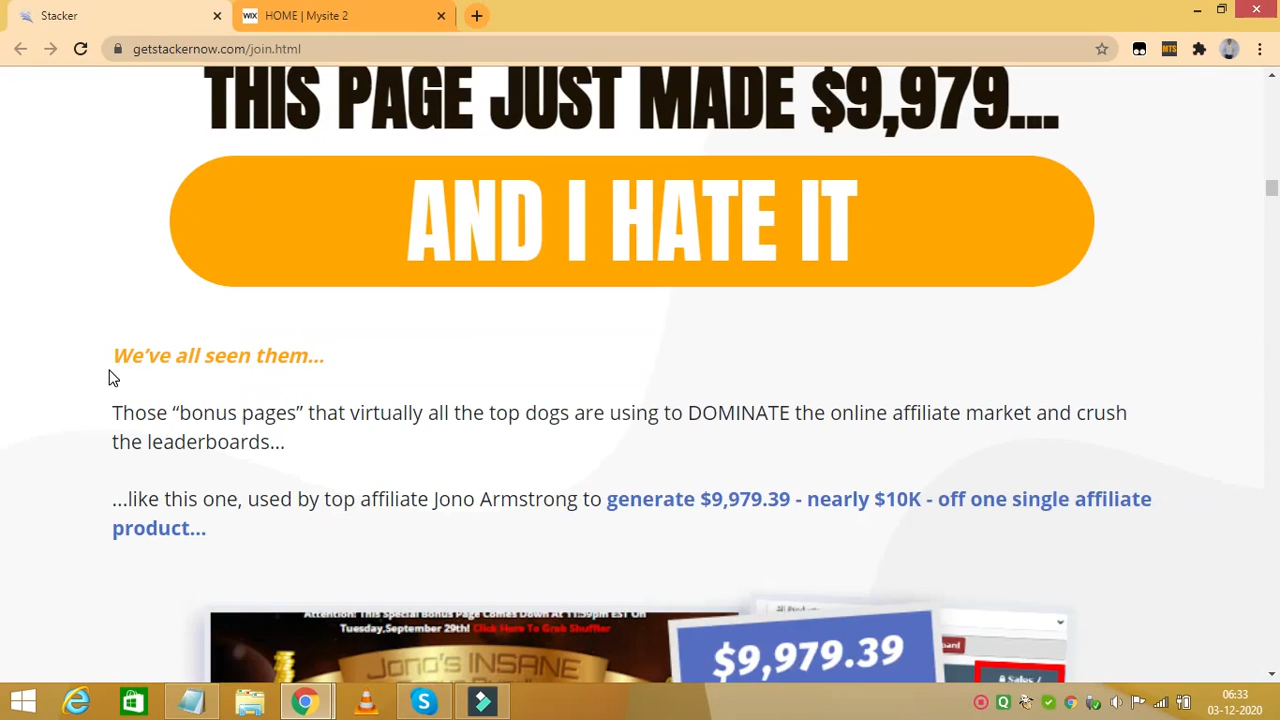 Stacker
WIX HOME | Mysite 2
getstackernow.com/join.html
MTS
THIS PAGE JUST MADE $9,979...
AND I HATE IT
We've all seen them...
Those “bonus pages” that virtually all the top dogs are using to DOMINATE the online affiliate market and crush
the leaderboards...
...like this one, used by top affiliate Jono Armstrong to generate $9,979.39 - nearly $10K - off one single affiliate
product...
Attention! This Special Bonus Page Comes Down At 11:59pm EST On
Tuesday,September 29th! Click Here To Grab Shuffler
Jono's INSANE
$9,979.39
Sales /
06:33
03-12-2020